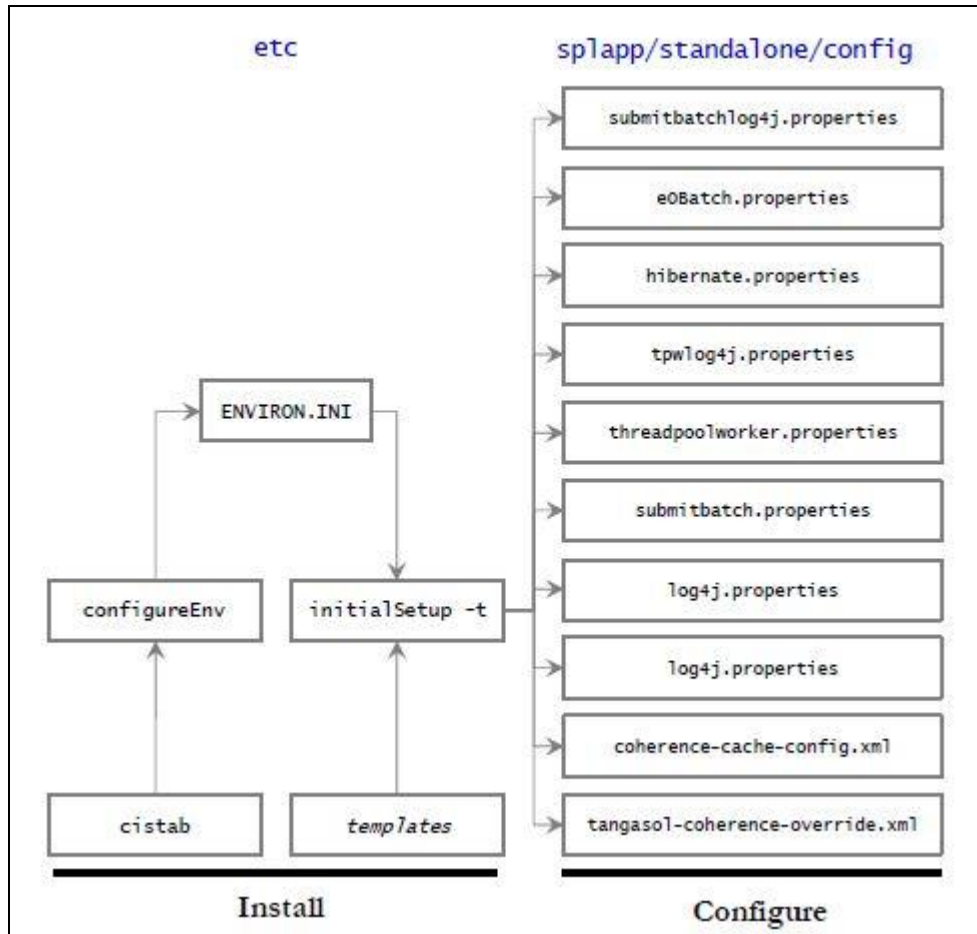 etc
splapp/standalone/config
submitbatchlog4j.properties
eOBatch.properties
hibernate.properties
tpwlog4j.properties
ENVIRON.INI
threadpoolworker.properties
submitbatch.properties
configureEnv
initialSetup -t
log4j.properties
log4j.properties
coherence-cache-config.xml
cistab
templates
tangasol-coherence-override.xml
Install
Configure